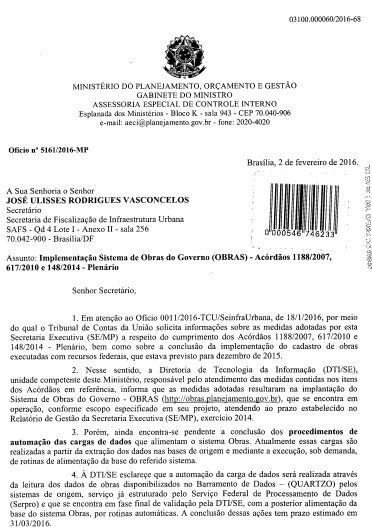 03100.000060/2016-68
MINISTÉRIO DO PLANEJAMENTO, ORÇAMENTO E GESTÃO
GABINETE DO MINISTRO
ASSESSORIA ESPECIAL DE CONTROLE INTERNO
Esplanada dos Ministérios - Bloco K - sala 943 - CEP 70.040-906
e-mail: aeci@planejamento.gov.br - fone: 2020-4020
Ofício nº 5161/2016-MP
Brasília, 2 de fevereiro de 2016.
A Sua Senhoria o Senhor
JOSÉ ULISSES RODRIGUES VASCONCELOS
Secretário
Secretaria de Fiscalização de Infraestrutura Urbana
SAFS - Qd 4 Lote I - Anexo II - sala 256
70.042-900 - Brasília/DF
0000546746233
Assunto: Implementação Sistema de Obras do Governo (OBRAS) - Acórdãos 1188/2007,
617/2010 e 148/2014 - Plenário
Senhor Secretário,
1. Em atenção ao Ofício 0011/2016-TCU/SeinfraUrbana, de 18/1/2016, por meio
do qual o Tribunal de Contas da União solicita informações sobre as medidas adotadas por esta
Secretaria Executiva (SE/MP) a respeito do cumprimento dos Acórdãos 1188/2007, 617/2010 e
148/2014 - Plenário, bem como sobre a conclusão da implementação do cadastro de obras
executadas com recursos federais, que estava previsto para dezembro de 2015.
2. Nesse sentido, a Diretoria de Tecnologia da Informação (DTI/SE),
unidade competente deste Ministério, responsável pelo atendimento das medidas contidas nos itens
dos Acórdãos em referência, informa que as medidas adotadas resultaram na implantação do
Sistema de Obras do Governo - OBRAS (http://obras.planejamento.gov.br), que se encontra em
operação, conforme escopo especificado em seu projeto, atendendo ao prazo estabelecido no
Relatório de Gestão da Secretaria Executiva (SE/MP), exercício 2014.
3. Porém, ainda encontra-se pendente a conclusão dos procedimentos de
automação das cargas de dados que alimentam o sistema Obras. Atualmente essas cargas são
realizadas a partir da extração dos dados nas bases de origem e mediante a execução, sob demanda,
de rotinas de alimentação da base do referido sistema.
4. À DTI/SE esclarece que a automação da carga de dados será realizada através
da leitura dos dados de obras disponibilizados no Barramento de Dados – (QUARTZO) pelos
sistemas de origem, serviço já estruturado pelo Serviço Federal de Processamento de Dados
(Serpro) e que se encontra em fase final de validação pela DTI/SE, com a posterior alimentação da
base do sistema Obras, por rotinas automáticas. A conclusão dessas ações tem prazo estimado em
31/03/2016.